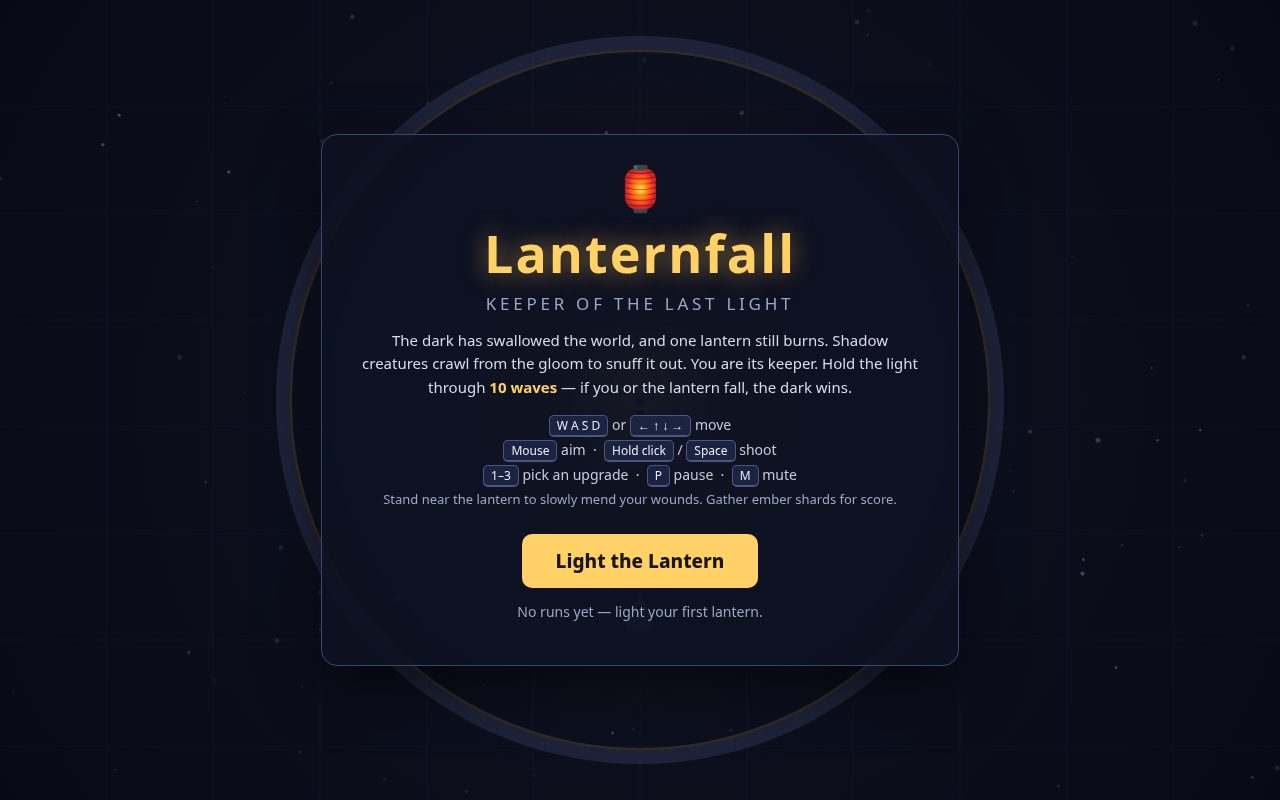 Lanternfall
KEEPER OF THE LAST LIGHT
The dark has swallowed the world, and one lantern still burns. Shadow
creatures crawl from the gloom to snuff it out. You are its keeper. Hold the light
through 10 waves — if you or the lantern fall, the dark wins.
W A S D or ← ↑ ↓ → move
Mouse aim · Hold click / Space shoot
1–3 pick an upgrade · P pause · M mute
Stand near the lantern to slowly mend your wounds. Gather ember shards for score.
Light the Lantern
No runs yet — light your first lantern.